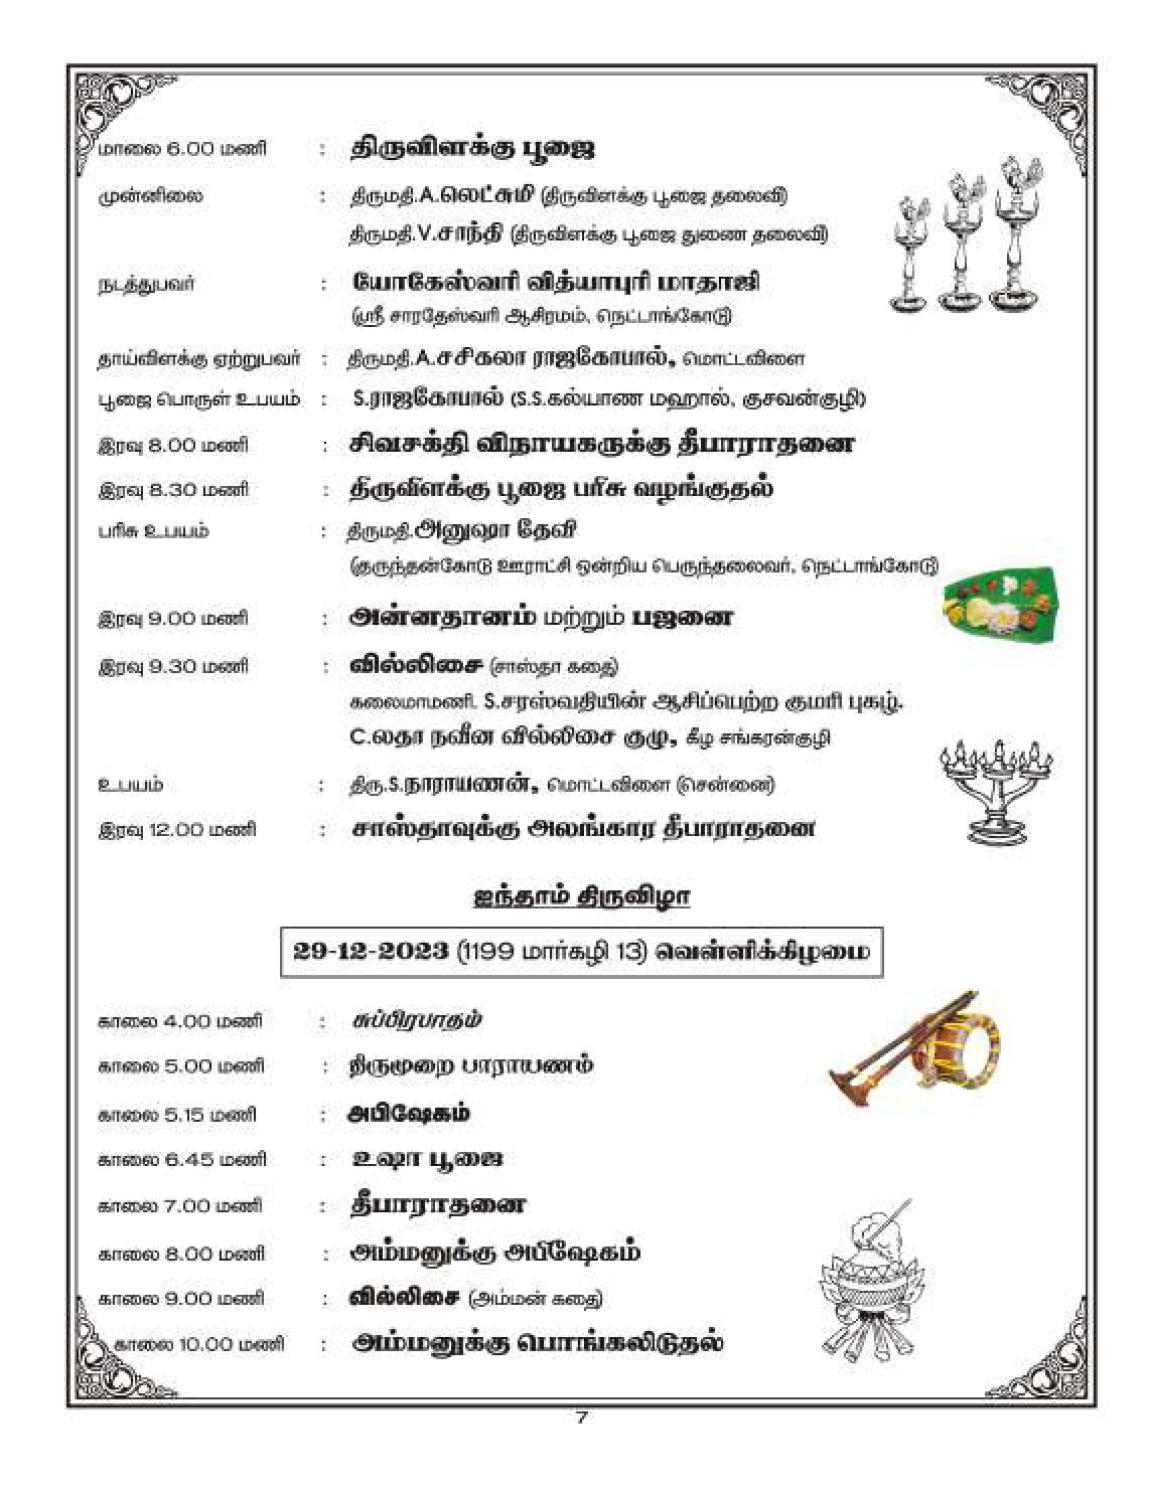 மாலை 6.00 மணி : திருவிளக்கு பூஜை
முன்னிலை : திருமதி.A.லெட்சுமி (திருவிளக்கு பூஜை தலைவி)
திருமதி.V.சாந்தி (திருவிளக்கு பூஜை துணை தலைவி)
நடத்துபவர் : யோகேஸ்வரி வித்யாபுரி மாதாஜி
(ஸ்ரீ சாரதேஸ்வரி ஆசிரமம், நெட்டாங்கோடு)
தாய்விளக்கு ஏற்றுபவர் : திருமதி.A.சசிகலா ராஜகோபால், மொட்டவிளை
பூஜை பொருள் உபயம் : S.ராஜகோபால் (S.S.கல்யாண மஹால், குசவன்குழி)
இரவு 8.00 மணி : சிவசக்தி விநாயகருக்கு தீபாராதனை
இரவு 8.30 மணி : திருவிளக்கு பூஜை பரிசு வழங்குதல்
பரிசு உபயம் : திருமதி.அனுஷா தேவி
(குருந்தன்கோடு ஊராட்சி ஒன்றிய பெருந்தலைவர், நெட்டாங்கோடு)
இரவு 9.00 மணி : அன்னதானம் மற்றும் பஜனை
இரவு 9.30 மணி : வில்லிசை (சாஸ்தா கதை)
கலைமாமணி. S.சரஸ்வதியின் ஆசிப்பெற்ற குமரி புகழ்.
C.லதா நவீன வில்லிசை குழு, கீழ சங்கரன்குழி
உபயம் : திரு.S.நாராயணன், மொட்டவிளை (சென்னை)
இரவு 12.00 மணி : சாஸ்தாவுக்கு அலங்கார தீபாராதனை
ஐந்தாம் திருவிழா
29-12-2023 (1199 மார்கழி 13) வெள்ளிக்கிழமை
காலை 4.00 மணி : சுப்பிரபாதம்
காலை 5.00 மணி : திருமுறை பாராயணம்
காலை 5.15 மணி : அபிஷேகம்
காலை 6.45 மணி : உஷா பூஜை
காலை 7.00 மணி : தீபாராதனை
காலை 8.00 மணி : அம்மனுக்கு அபிஷேகம்
காலை 9.00 மணி : வில்லிசை (அம்மன் கதை)
காலை 10.00 மணி : அம்மனுக்கு பொங்கலிடுதல்
7